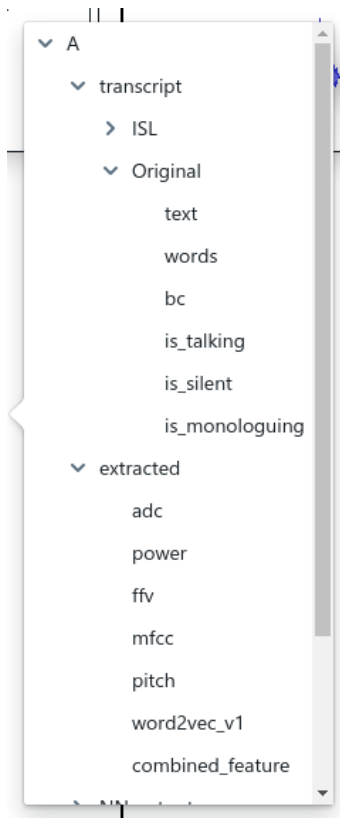 A
transcript
ISL
Original
text
words
bc
is_talking
is_silent
is_monologuing
extracted
adc
power
ffv
mfcc
pitch
word2vec_v1
combined_feature